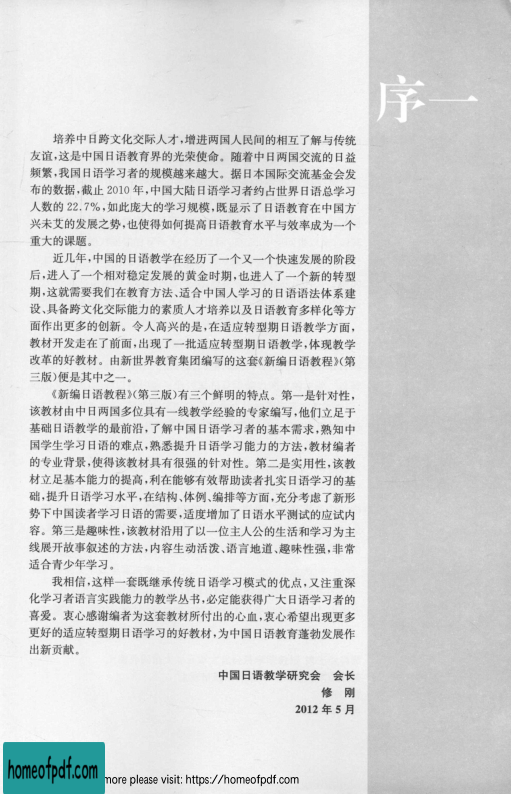 序一
培养中日跨文化交际人才,增进两国人民间的相互了解与传统
友谊,这是中国日语教育界的光荣使命。随着中日两国交流的日益
频繁,我国日语学习者的规模越来越大。据日本国际交流基金会发
布的数据,截止 2010 年,中国大陆日语学习者约占世界日语总学习
人数的 22.7%,如此庞大的学习规模,既显示了日语教育在中国方
兴未艾的发展之势,也使得如何提高日语教育水平与效率成为一个
重大的课题。
近几年,中国的日语教学在经历了一个又一个快速发展的阶段
后,进入了一个相对稳定发展的黄金时期,也进入了一个新的转型
期,这就需要我们在教育方法、适合中国人学习的日语语法体系建
设、具备跨文化交际能力的素质人才培养以及日语教育多样化等方
面作出更多的创新。令人高兴的是,在适应转型期日语教学方面,
教材开发走在了前面,出现了一批适应转型期日语教学,体现教学
改革的好教材。由新世界教育集团编写的这套《新编日语教程》(第
三版)便是其中之一。
《新编日语教程》(第三版)有三个鲜明的特点。第一是针对性,
该教材由中日两国多位具有一线教学经验的专家编写,他们立足于
基础日语教学的最前沿,了解中国日语学习者的基本需求,熟知中
国学生学习日语的难点,熟悉提升日语学习能力的方法,教材编者
的专业背景,使得该教材具有很强的针对性。第二是实用性,该教
材立足基本能力的提高,利在能够有效帮助读者扎实日语学习的基
础,提升日语学习水平,在结构、体例、编排等方面,充分考虑了新形
势下中国读者学习日语的需要,适度增加了日语水平测试的应试内
容。第三是趣味性,该教材沿用了以一位主人公的生活和学习为主
线展开故事叙述的方法,内容生动活泼、语言地道、趣味性强,非常
适合青少年学习。
我相信,这样一套既继承传统日语学习模式的优点,又注重深
化学习者语言实践能力的教学丛书,必定能获得广大日语学习者的
喜爱。衷心感谢编者为这套教材所付出的心血,衷心希望出现更多
更好的适应转型期日语学习的好教材,为中国日语教育蓬勃发展作
出新贡献。
中国日语教学研究会 会长
修 刚
2012 年 5 月
homeofpdf.com
more please visit: https://homeofpdf.com